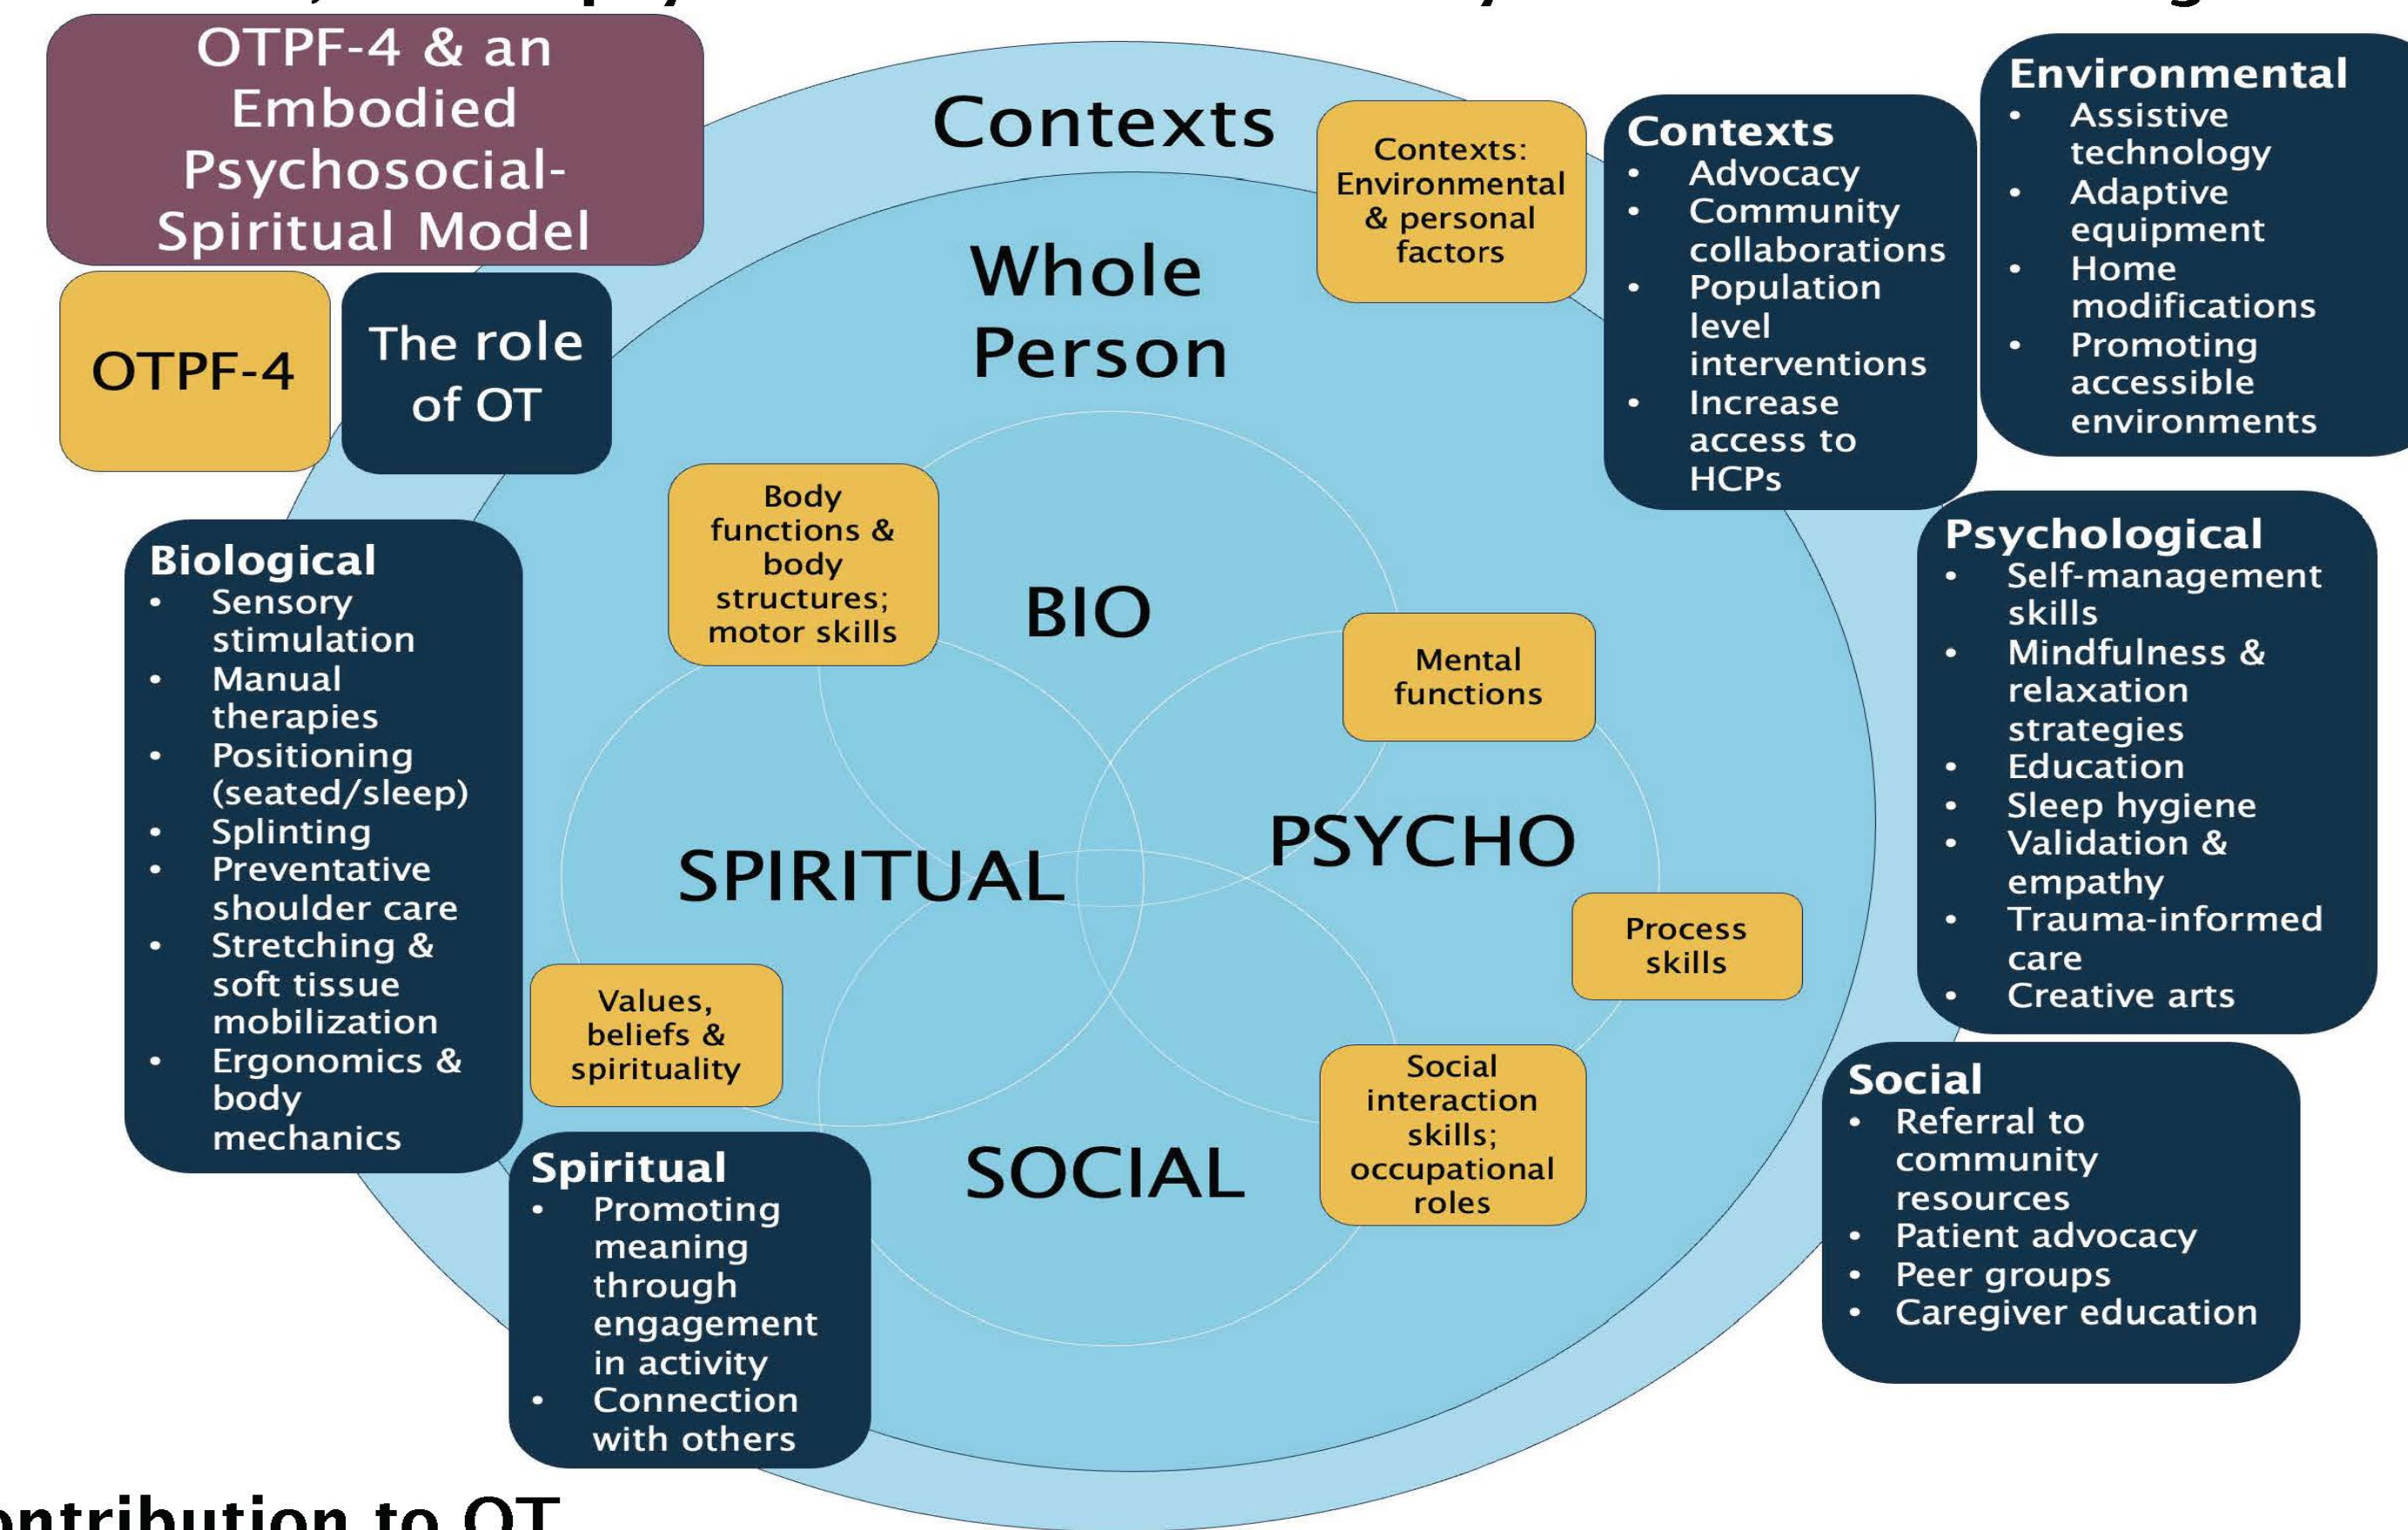 OTPF-4 & an
Embodied
Psychosocial-
Spiritual Model
OTPF-4
The role
of OT
Contexts
Whole
Person
BIO
PSYCHO
SPIRITUAL
SOCIAL
Contexts:
Environmental
& personal
factors
Body
functions &
body
structures;
motor skills
Mental
functions
Process
skills
Social
interaction
skills;
occupational
roles
Values,
beliefs &
spirituality
Contexts
• Advocacy
• Community
collaborations
• Population
level
interventions
• Increase
access to
HCPs
Environmental
• Assistive
technology
• Adaptive
equipment
• Home
modifications
• Promoting
accessible
environments
Biological
• Sensory
stimulation
• Manual
therapies
• Positioning
(seated/sleep)
• Splinting
• Preventative
shoulder care
• Stretching &
soft tissue
mobilization
• Ergonomics &
body
mechanics
Psychological
• Self-management
skills
• Mindfulness &
relaxation
strategies
• Education
• Sleep hygiene
• Validation &
empathy
• Trauma-informed
care
• Creative arts
Social
• Referral to
community
resources
• Patient advocacy
• Peer groups
• Caregiver education
Spiritual
• Promoting
meaning
through
engagement
in activity
• Connection
with others
ontribution to OT